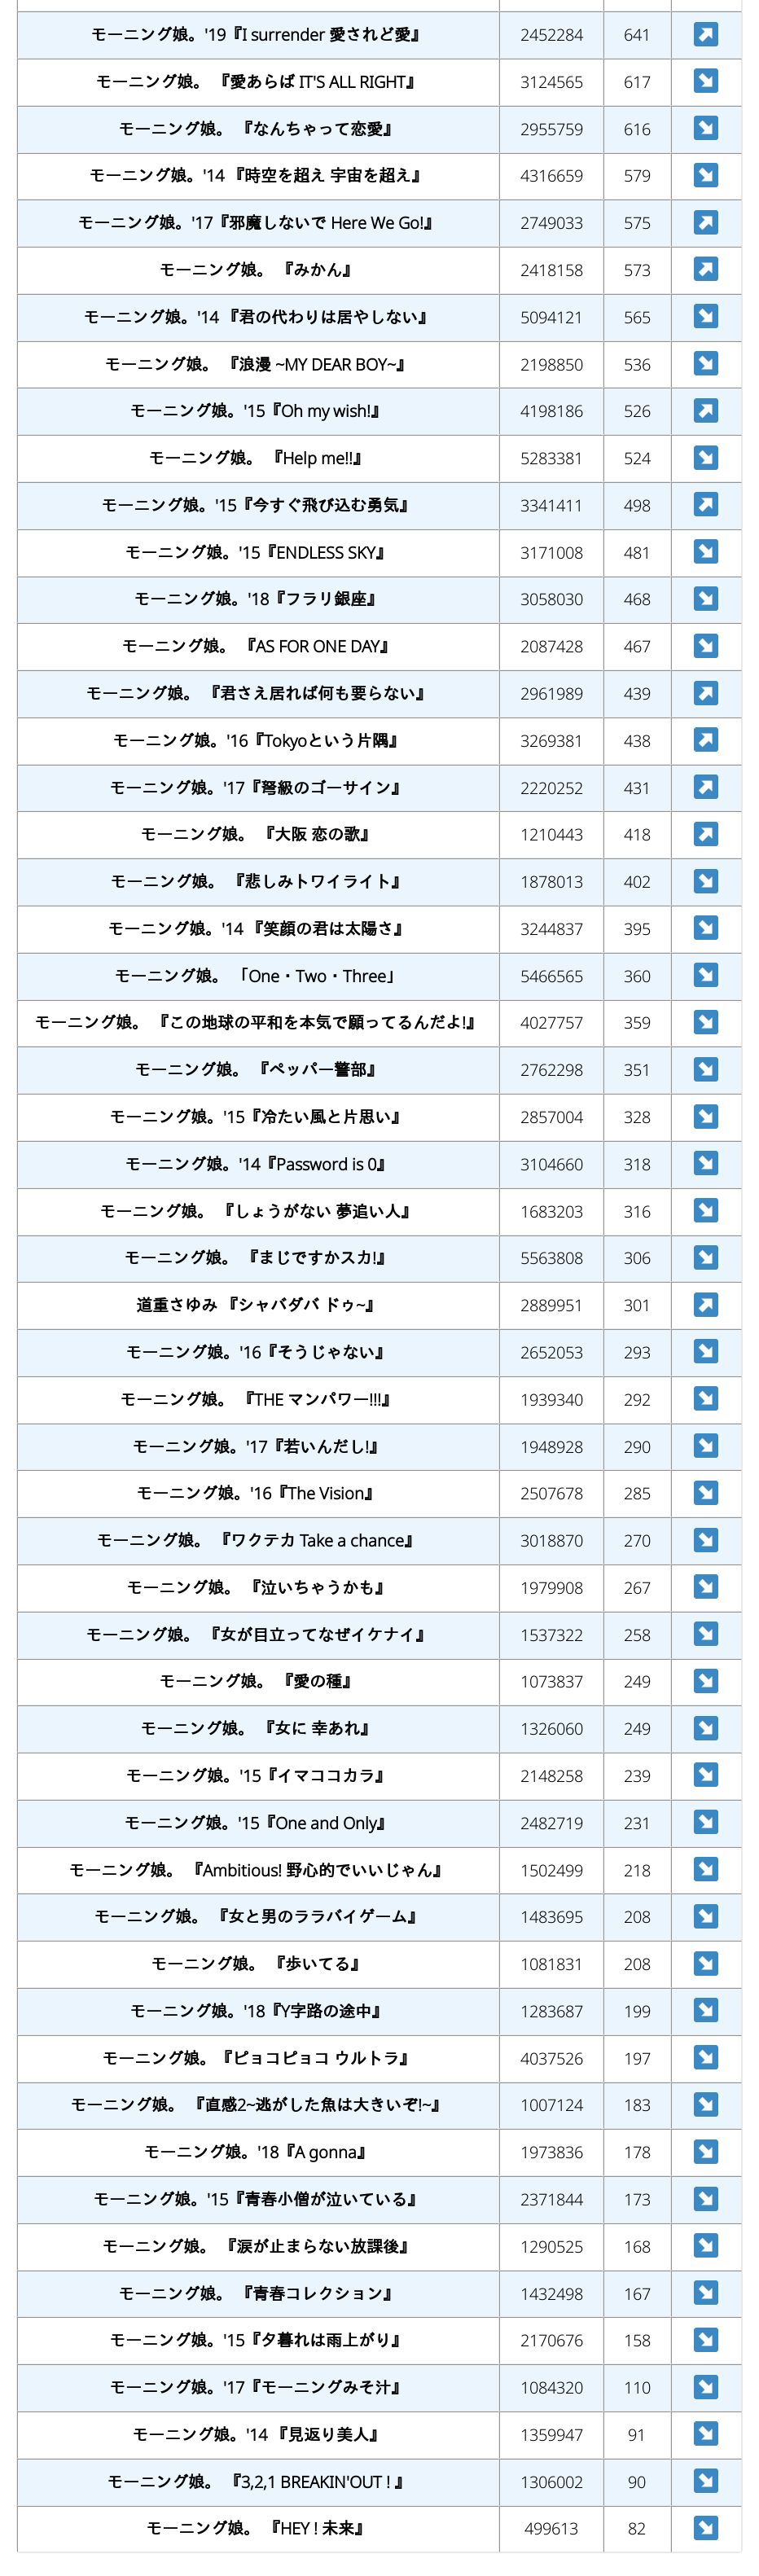 モーニング娘。'19『I surrender 愛されど愛』 2452284 641 ↗
モーニング娘。 『愛あらば IT'S ALL RIGHT』 3124565 617 ↘
モーニング娘。 『なんちゃって恋愛』 2955759 616 ↘
モーニング娘。'14 『時空を超え 宇宙を超え』 4316659 579 ↘
モーニング娘。'17『邪魔しないで Here We Go!』 2749033 575 ↗
モーニング娘。 『みかん』 2418158 573 ↗
モーニング娘。'14 『君の代わりは居やしない』 5094121 565 ↘
モーニング娘。 『浪漫 ~MY DEAR BOY~』 2198850 536 ↘
モーニング娘。'15『Oh my wish!』 4198186 526 ↗
モーニング娘。 『Help me!!』 5283381 524 ↘
モーニング娘。'15『今すぐ飛び込む勇気』 3341411 498 ↗
モーニング娘。'15『ENDLESS SKY』 3171008 481 ↘
モーニング娘。'18『フラリ銀座』 3058030 468 ↘
モーニング娘。 『AS FOR ONE DAY』 2087428 467 ↘
モーニング娘。 『君さえ居れば何も要らない』 2961989 439 ↗
モーニング娘。'16『Tokyoという片隅』 3269381 438 ↗
モーニング娘。'17『弩級のゴーサイン』 2220252 431 ↗
モーニング娘。 『大阪 恋の歌』 1210443 418 ↗
モーニング娘。 『悲しみトワイライト』 1878013 402 ↘
モーニング娘。'14 『笑顔の君は太陽さ』 3244837 395 ↘
モーニング娘。 「One・Two・Three」 5466565 360 ↘
モーニング娘。 『この地球の平和を本気で願ってるんだよ!』 4027757 359 ↘
モーニング娘。 『ペッパー警部』 2762298 351 ↘
モーニング娘。'15『冷たい風と片思い』 2857004 328 ↘
モーニング娘。'14『Password is 0』 3104660 318 ↘
モーニング娘。 『しょうがない 夢追い人』 1683203 316 ↘
モーニング娘。 『まじですかスカ!』 5563808 306 ↘
道重さゆみ 『シャバダバ ドゥ~』 2889951 301 ↗
モーニング娘。'16『そうじゃない』 2652053 293 ↘
モーニング娘。 『THE マンパワー!!!』 1939340 292 ↘
モーニング娘。'17『若いんだし!』 1948928 290 ↘
モーニング娘。'16『The Vision』 2507678 285 ↘
モーニング娘。 『ワクテカ Take a chance』 3018870 270 ↘
モーニング娘。 『泣いちゃうかも』 1979908 267 ↘
モーニング娘。 『女が目立ってなぜイケナイ』 1537322 258 ↘
モーニング娘。 『愛の種』 1073837 249 ↘
モーニング娘。 『女に 幸あれ』 1326060 249 ↘
モーニング娘。'15『イマココカラ』 2148258 239 ↘
モーニング娘。'15『One and Only』 2482719 231 ↘
モーニング娘。 『Ambitious! 野心的でいいじゃん』 1502499 218 ↘
モーニング娘。 『女と男のララバイゲーム』 1483695 208 ↘
モーニング娘。 『歩いてる』 1081831 208 ↘
モーニング娘。'18『Y字路の途中』 1283687 199 ↘
モーニング娘。『ピョコピョコ ウルトラ』 4037526 197 ↘
モーニング娘。 『直感2~逃がした魚は大きいぞ!~』 1007124 183 ↘
モーニング娘。'18『A gonna』 1973836 178 ↘
モーニング娘。'15『青春小僧が泣いている』 2371844 173 ↘
モーニング娘。 『涙が止まらない放課後』 1290525 168 ↘
モーニング娘。 『青春コレクション』 1432498 167 ↘
モーニング娘。'15『夕暮れは雨上がり』 2170676 158 ↘
モーニング娘。'17『モーニングみそ汁』 1084320 110 ↘
モーニング娘。'14 『見返り美人』 1359947 91 ↘
モーニング娘。 『3,2,1 BREAKIN'OUT ! 』 1306002 90 ↘
モーニング娘。 『HEY ! 未来』 499613 82 ↘